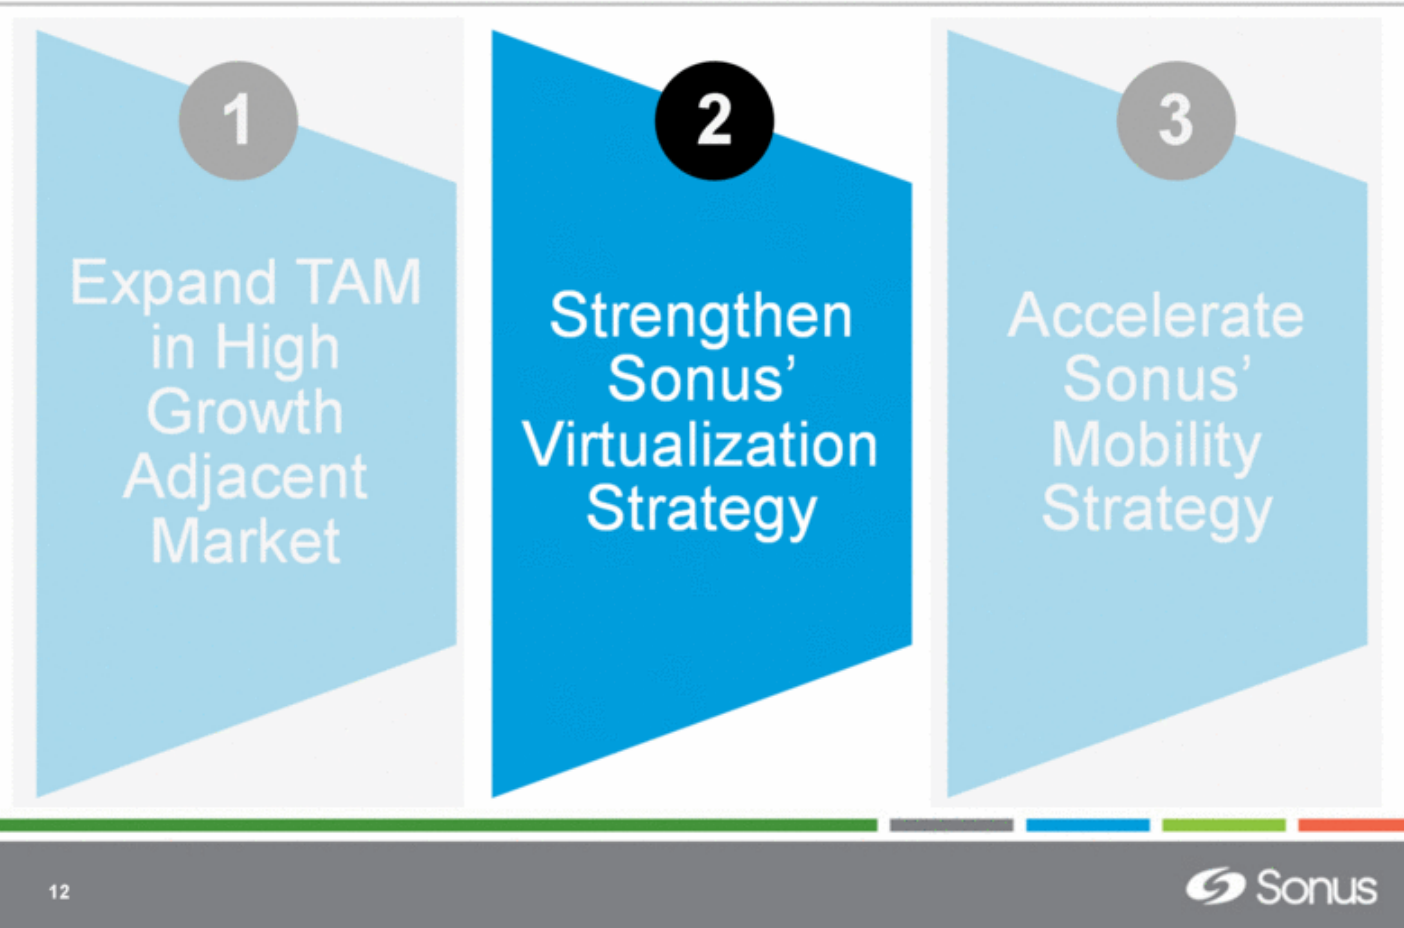 1
Expand TAM
in High
Growth
Adjacent
Market
2
Strengthen
Sonus’
Virtualization
Strategy
3
Accelerate
Sonus’
Mobility
Strategy
12
Sonus